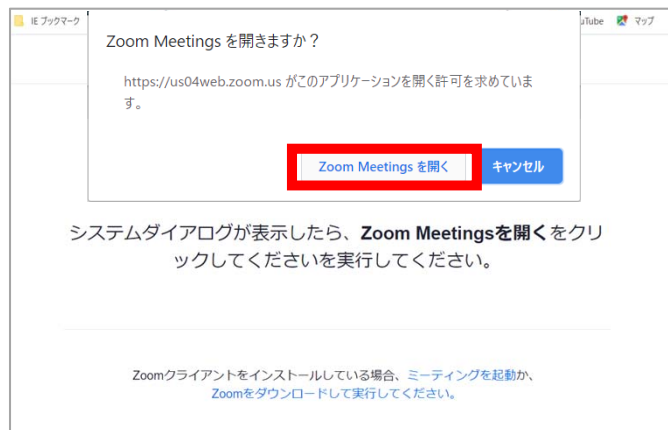 IE ブックマーク
uTube
マップ
Zoom Meetings を開きますか？
https://us04web.zoom.us がこのアプリケーションを開く許可を求めていま
す。
Zoom Meetings を開く
キャンセル
システムダイアログが表示したら、Zoom Meetingsを開くをクリ
ックしてくださいを実行してください。
Zoomクライアントをインストールしている場合、ミーティングを起動か、
Zoomをダウンロードして実行してください。